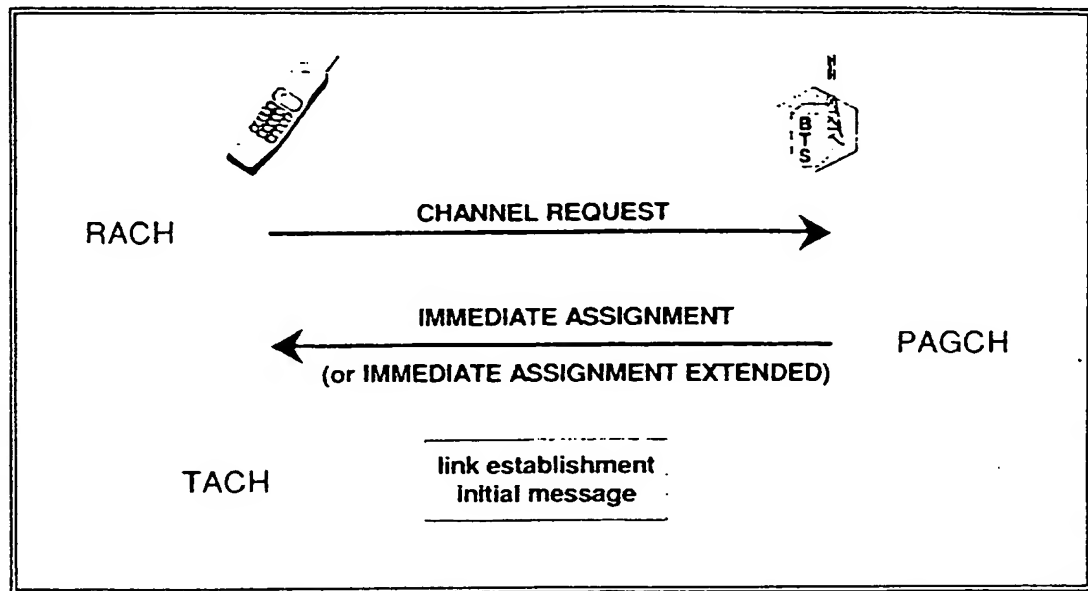 BTS
CHANNEL REQUEST
RACH
IMMEDIATE ASSIGNMENT
PAGCH
(or IMMEDIATE ASSIGNMENT EXTENDED)
link establishment
TACH
initial message